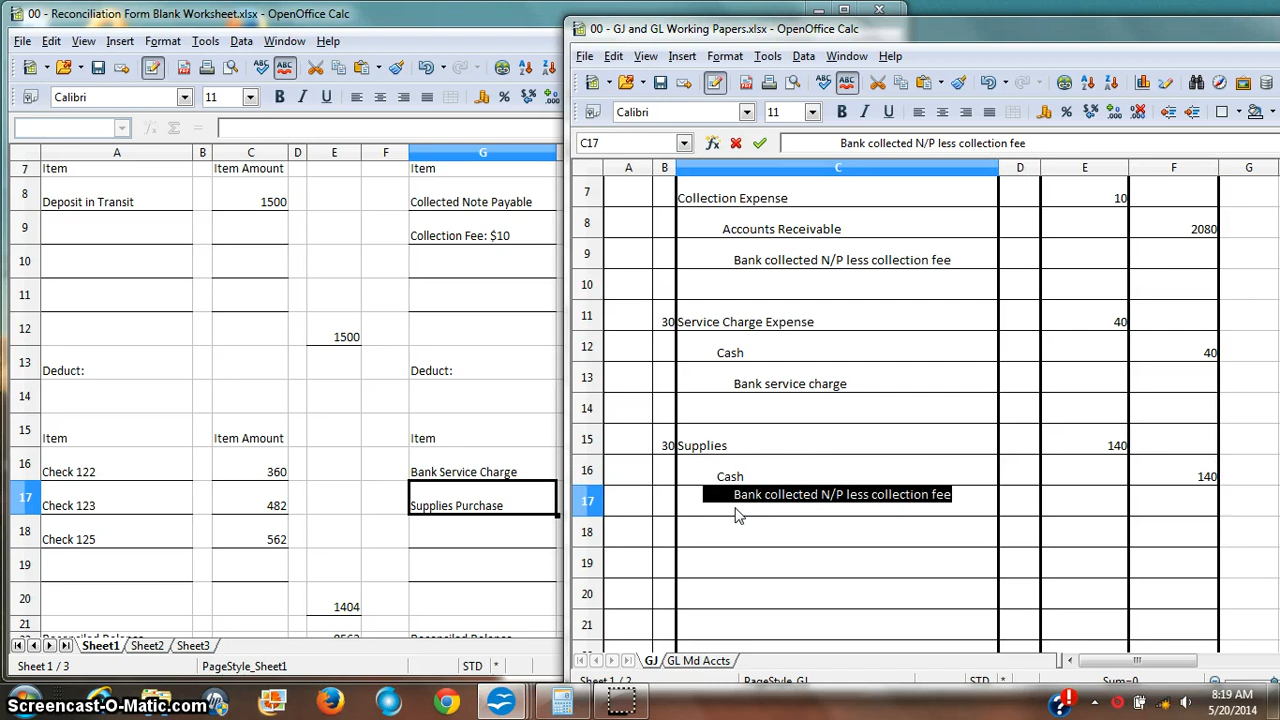 00 - Reconciliation Form Blank Worksheet.xlsx - OpenOffice Calc
File Edit View Insert Format Tools Data Window Help
Calibri 11
A B C D E F G
7 Item Item Amount Item
8 Deposit in Transit 1500 Collected Note Payable
9 Collection Fee: $10
10
11
12 1500
13 Deduct: Deduct:
14
15 Item Item Amount Item
16 Check 122 360 Bank Service Charge
17 Check 123 482 Supplies Purchase
18 Check 125 562
19
20 1404
21
Sheet1 Sheet2 Sheet3
Sheet 1 / 3 PageStyle_Sheet1 STD *
00 - GJ and GL Working Papers.xlsx - OpenOffice Calc
File Edit View Insert Format Tools Data Window Help
Calibri 11
C17 Bank collected N/P less collection fee
A B C D E F G
7 Collection Expense 10
8 Accounts Receivable 2080
9 Bank collected N/P less collection fee
10
11 30 Service Charge Expense 40
12 Cash 40
13 Bank service charge
14
15 30 Supplies 140
16 Cash 140
17 Bank collected N/P less collection fee
18
19
20
21
GJ GL Md Accts
Screencast-O-Matic.com
8:19 AM
5/20/2014